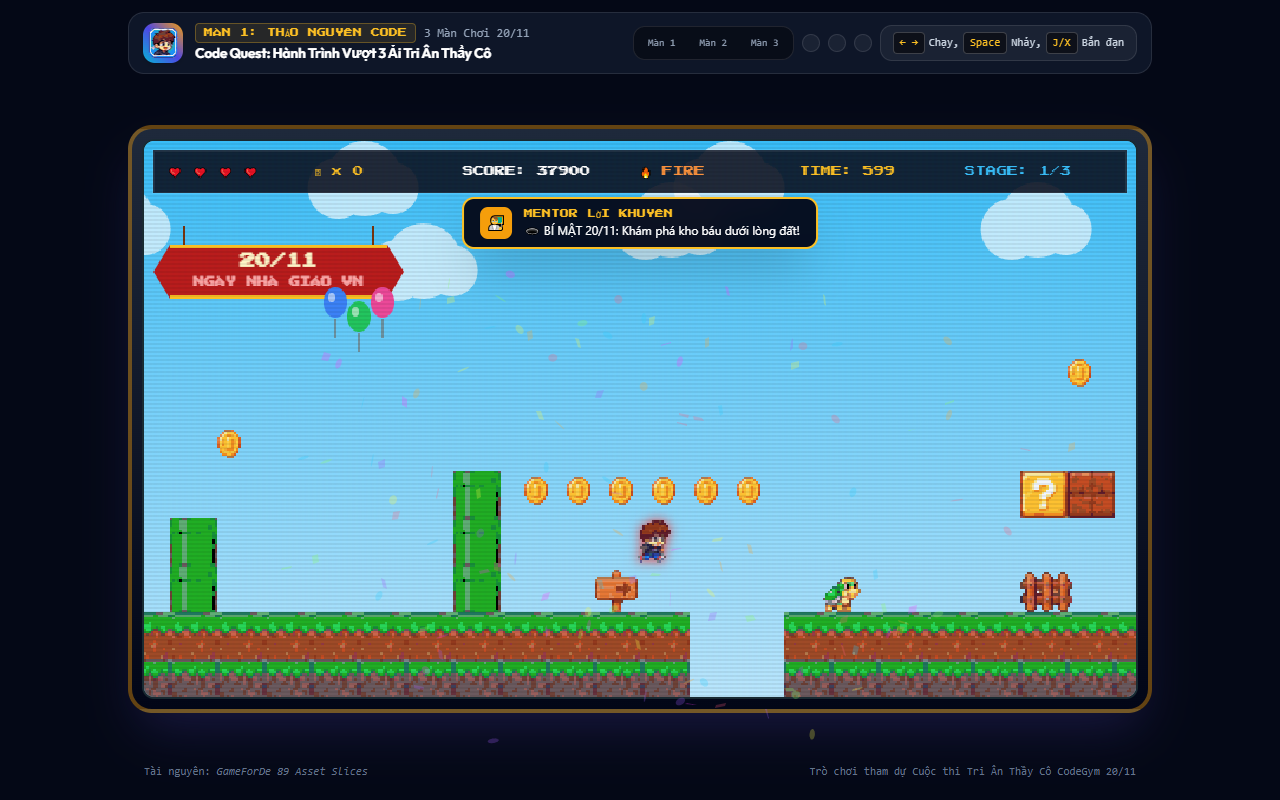 MÀN 1: THẢO NGUYÊN CODE
3 Màn Chơi 20/11
Code Quest: Hành Trình Vượt 3 Ải Tri Ân Thầy Cô
Màn 1 Màn 2 Màn 3
← → Chạy, Space Nhảy, J/X Bắn đạn
x 0 SCORE: 37900 FIRE TIME: 599 STAGE: 1/3
MENTOR LỜI KHUYÊN
BÍ MẬT 20/11: Khám phá kho báu dưới lòng đất!
20/11
NGAY NHA GIAO VN
?
Tài nguyên: GameForDe 89 Asset Slices
Trò chơi tham dự Cuộc thi Tri Ân Thầy Cô CodeGym 20/11